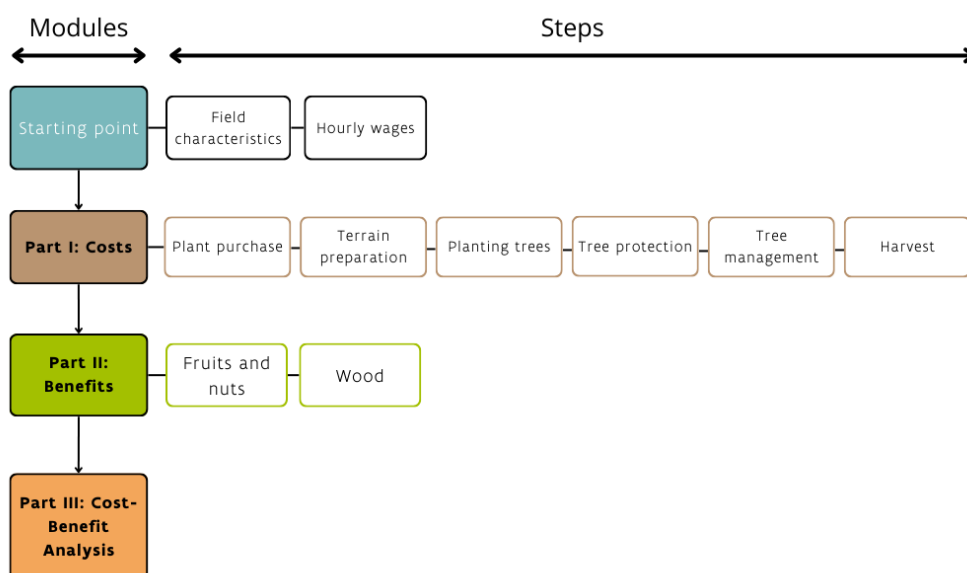 Modules
Steps
Starting point
Field
characteristics
Hourly wages
Part I: Costs
Plant purchase
Terrain
preparation
Planting trees
Tree protection
Tree
management
Harvest
Part II:
Benefits
Fruits and
nuts
Wood
Part III: Cost-
Benefit
Analysis